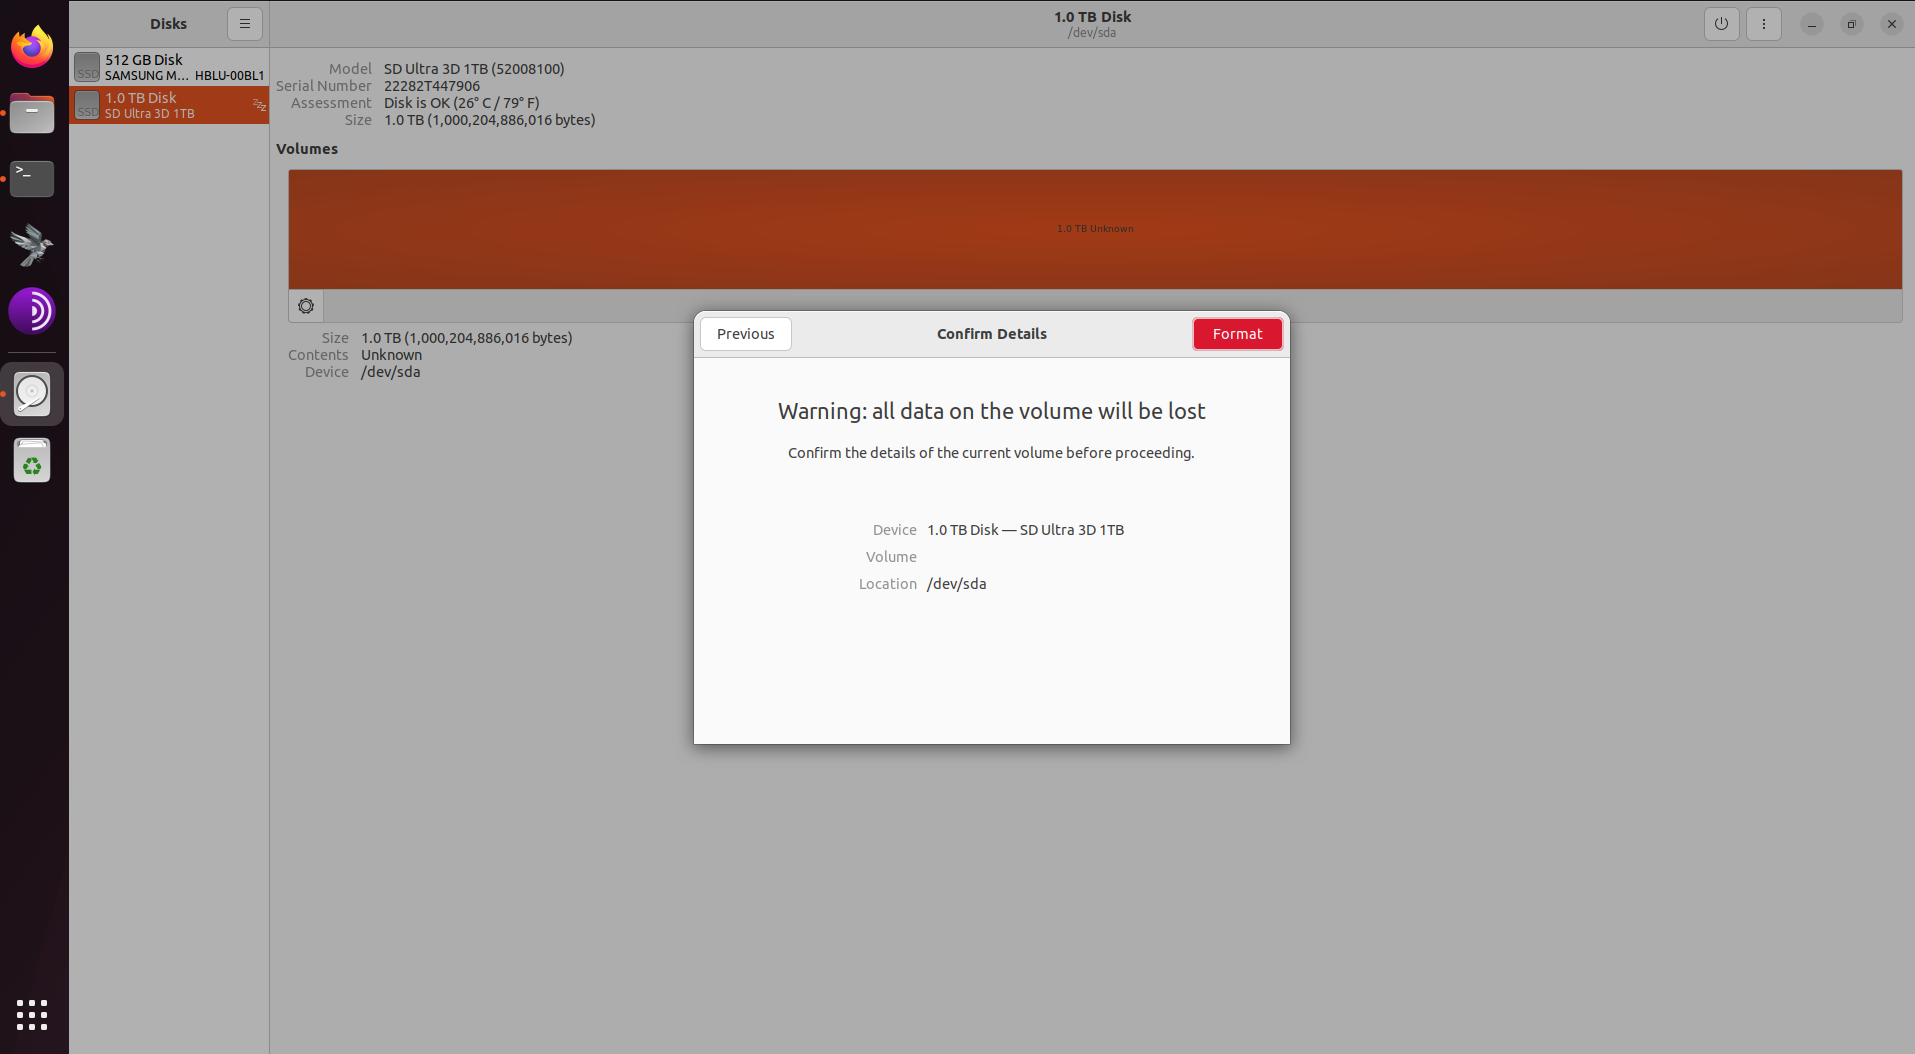 Disks
1.0 TB Disk
/dev/sda
SSD
512 GB Disk
SAMSUNG M... HBLU-00BL1
SSD
1.0 TB Disk
SD Ultra 3D 1TB
Model SD Ultra 3D 1TB (52008100)
Serial Number 22282T447906
Assessment Disk is OK (26° C / 79° F)
Size 1.0 TB (1,000,204,886,016 bytes)
Volumes
1.0 TB Unknown
Size 1.0 TB (1,000,204,886,016 bytes)
Contents Unknown
Device /dev/sda
Previous
Confirm Details
Format
Warning: all data on the volume will be lost
Confirm the details of the current volume before proceeding.
Device 1.0 TB Disk — SD Ultra 3D 1TB
Volume
Location /dev/sda